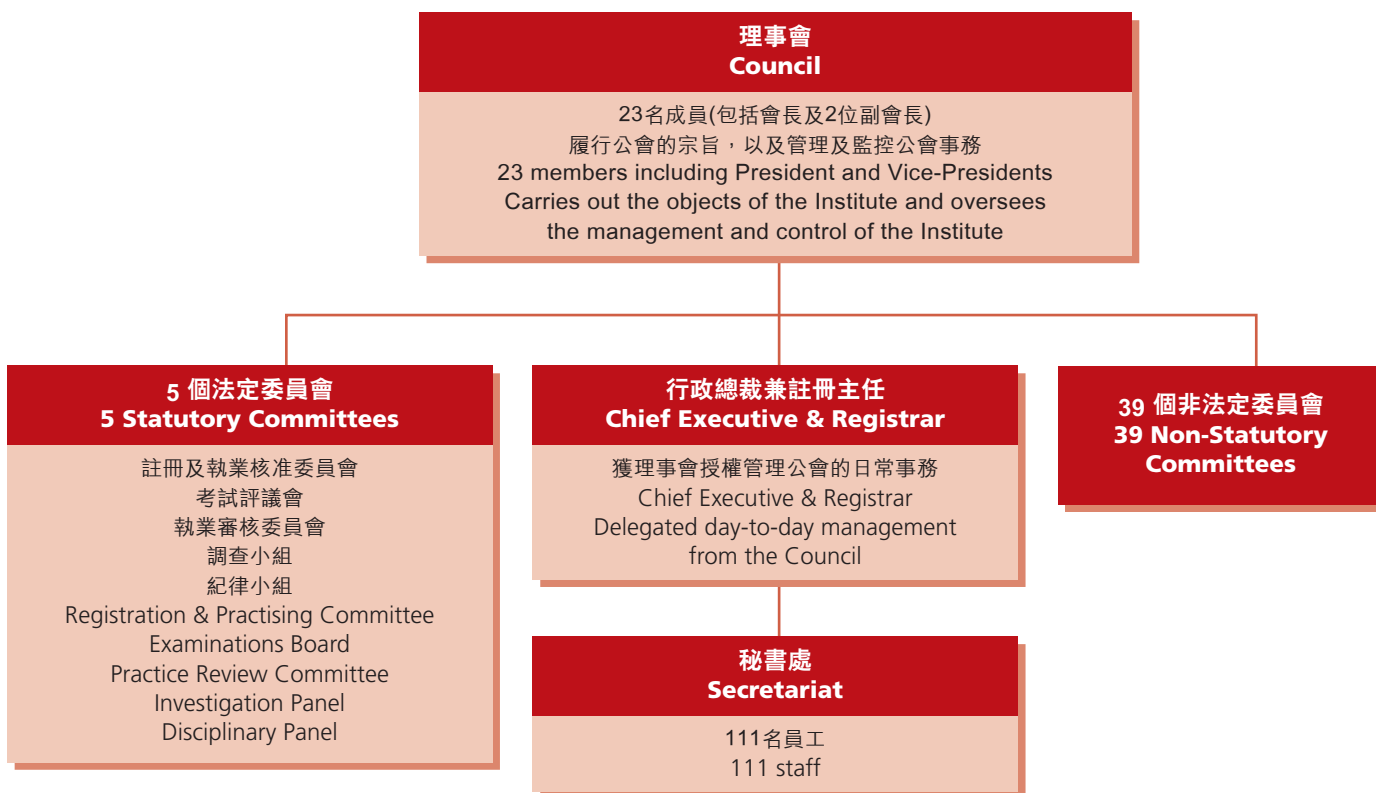 理事會
Council
23名成員(包括會長及2位副會長)
履行公會的宗旨，以及管理及監控公會事務
23 members including President and Vice-Presidents
Carries out the objects of the Institute and oversees
the management and control of the Institute
5 個法定委員會
5 Statutory Committees
註冊及執業核准委員會
考試評議會
執業審核委員會
調查小組
紀律小組
Registration & Practising Committee
Examinations Board
Practice Review Committee
Investigation Panel
Disciplinary Panel
行政總裁兼註冊主任
Chief Executive & Registrar
獲理事會授權管理公會的日常事務
Chief Executive & Registrar
Delegated day-to-day management
from the Council
秘書處
Secretariat
111名員工
111 staff
39 個非法定委員會
39 Non-Statutory
Committees